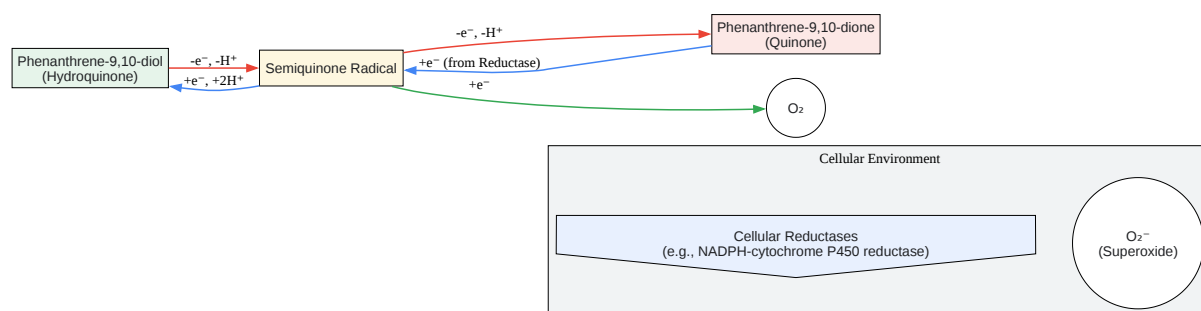 Phenanthrene-9,10-diol
(Hydroquinone)
-e⁻, -H⁺
+e⁻, +2H⁺
Semiquinone Radical
-e⁻, -H⁺
+e⁻ (from Reductase)
+e⁻
Phenanthrene-9,10-dione
(Quinone)
O₂
Cellular Environment
Cellular Reductases
(e.g., NADPH-cytochrome P450 reductase)
O₂⁻
(Superoxide)